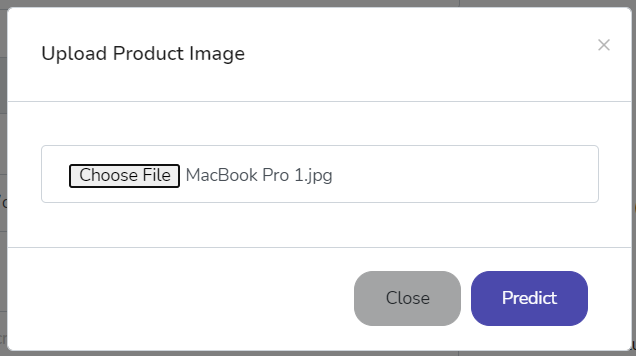 Upload Product Image
×
Choose File MacBook Pro 1.jpg
Close Predict